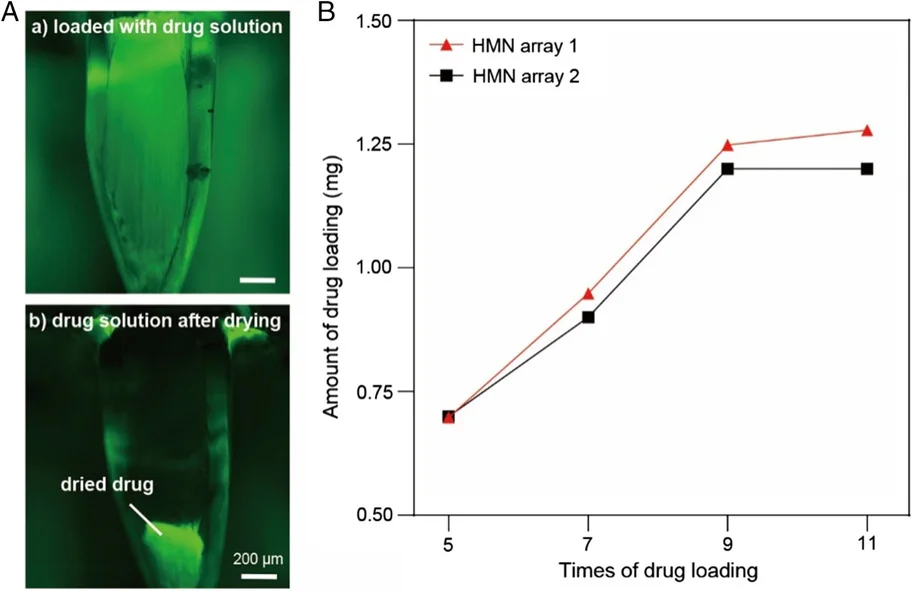 A
a) loaded with drug solution
b) drug solution after drying
dried drug
200 µm
B
1.50
1.25
1.00
0.75
0.50
HMN array 1
HMN array 2
Amount of drug loading (mg)
5
7
9
11
Times of drug loading